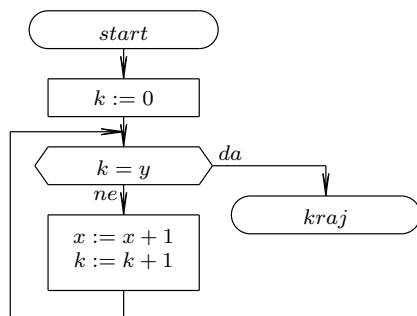 start
k := 0
k = y
da
ne
kraj
x := x + 1
k := k + 1